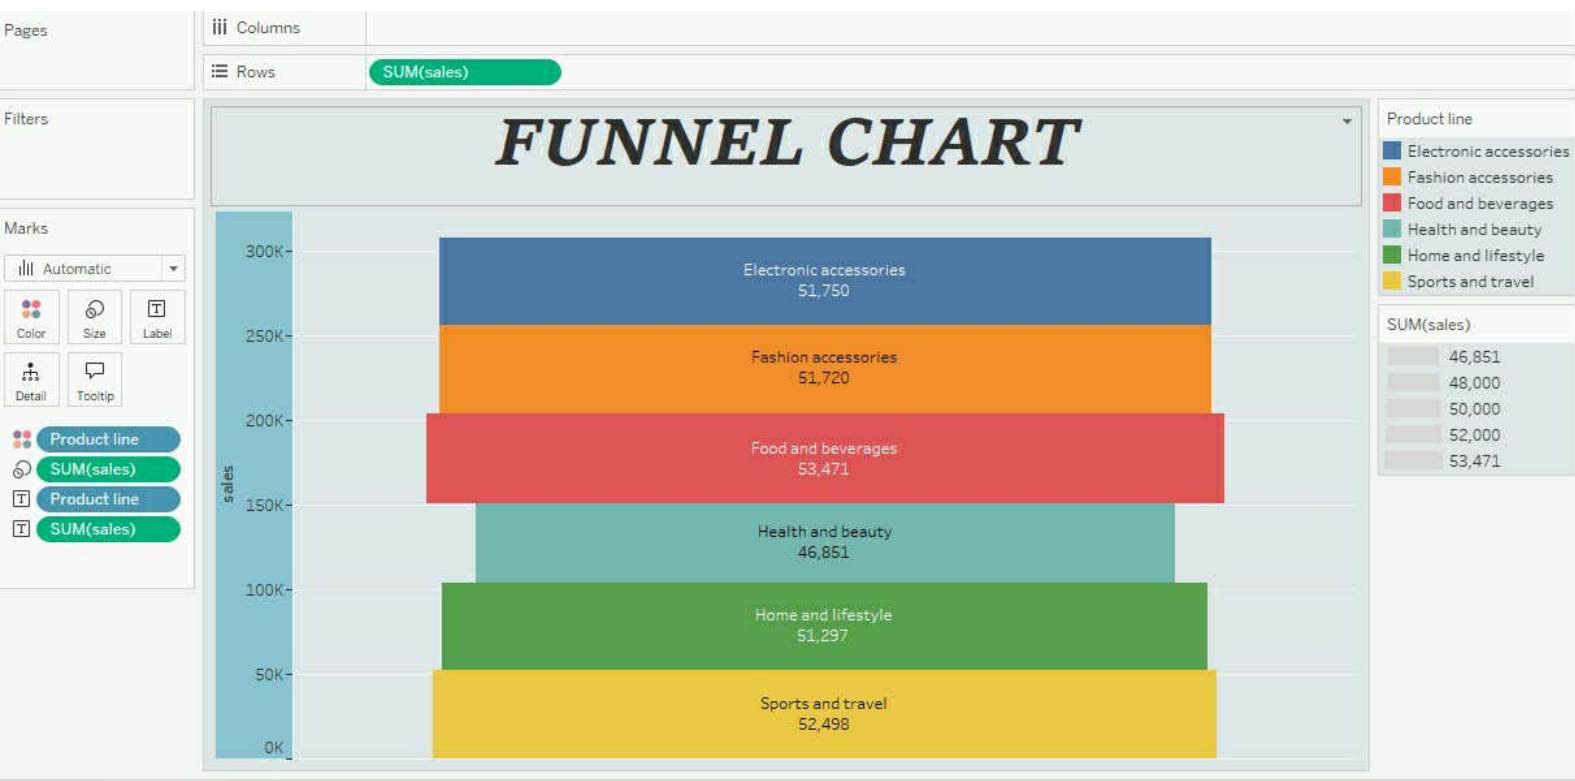 Pages
Columns
Rows
SUM(sales)
Filters
Marks
Automatic
Color
Size
Label
Detail
Tooltip
Product line
SUM(sales)
Product line
SUM(sales)
FUNNEL CHART
sales
300K
250K
200K
150K
100K
50K
0K
Electronic accessories
51,750
Fashion accessories
51,720
Food and beverages
53,471
Health and beauty
46,851
Home and lifestyle
51,297
Sports and travel
52,498
Product line
Electronic accessories
Fashion accessories
Food and beverages
Health and beauty
Home and lifestyle
Sports and travel
SUM(sales)
46,851
48,000
50,000
52,000
53,471